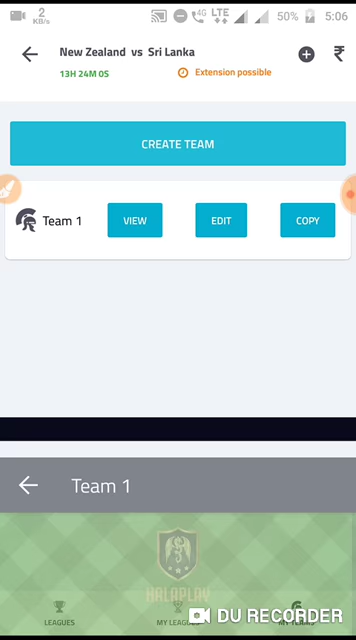 2
KB/s
4G
LTE
50%
5:06
New Zealand vs Sri Lanka
13H 24M 0S
Extension possible
₹
CREATE TEAM
Team 1
VIEW
EDIT
COPY
Team 1
BALAPLAY
LEAGUES
MY LEAGUES
MY TEAMS
DU RECORDER